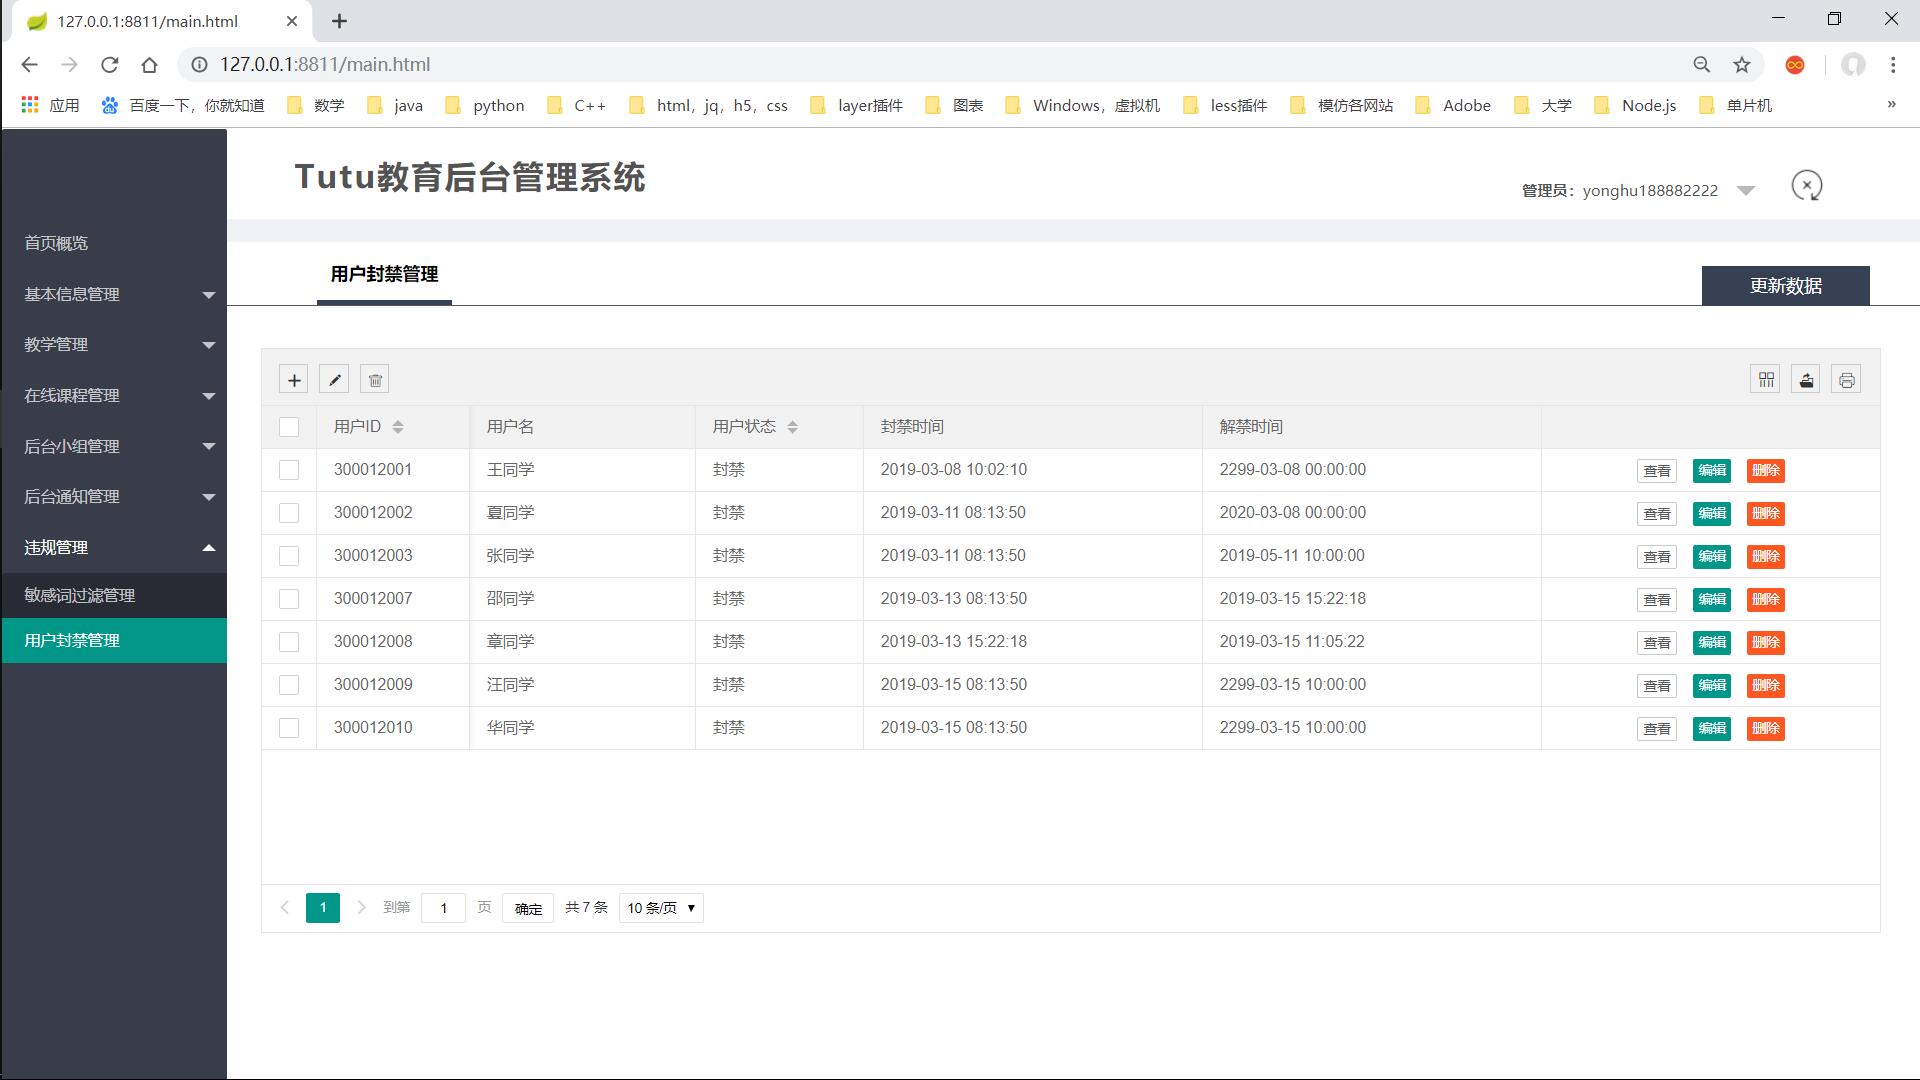 127.0.0.1:8811/main.html
127.0.0.1:8811/main.html
应用 百度一下，你就知道 数学 java python C++ html，jq，h5，css layer插件 图表 Windows，虚拟机 less插件 模仿各网站 Adobe 大学 Node.js 单片机 »
Tutu教育后台管理系统
管理员：yonghu188882222
首页概览
基本信息管理
教学管理
在线课程管理
后台小组管理
后台通知管理
违规管理
敏感词过滤管理
用户封禁管理
用户封禁管理
更新数据
用户ID 用户名 用户状态 封禁时间 解禁时间
300012001 王同学 封禁 2019-03-08 10:02:10 2299-03-08 00:00:00 查看 编辑 删除
300012002 夏同学 封禁 2019-03-11 08:13:50 2020-03-08 00:00:00 查看 编辑 删除
300012003 张同学 封禁 2019-03-11 08:13:50 2019-05-11 10:00:00 查看 编辑 删除
300012007 邵同学 封禁 2019-03-13 08:13:50 2019-03-15 15:22:18 查看 编辑 删除
300012008 章同学 封禁 2019-03-13 15:22:18 2019-03-15 11:05:22 查看 编辑 删除
300012009 汪同学 封禁 2019-03-15 08:13:50 2299-03-15 10:00:00 查看 编辑 删除
300012010 华同学 封禁 2019-03-15 08:13:50 2299-03-15 10:00:00 查看 编辑 删除
1 到第 1 页 确定 共 7 条 10 条/页